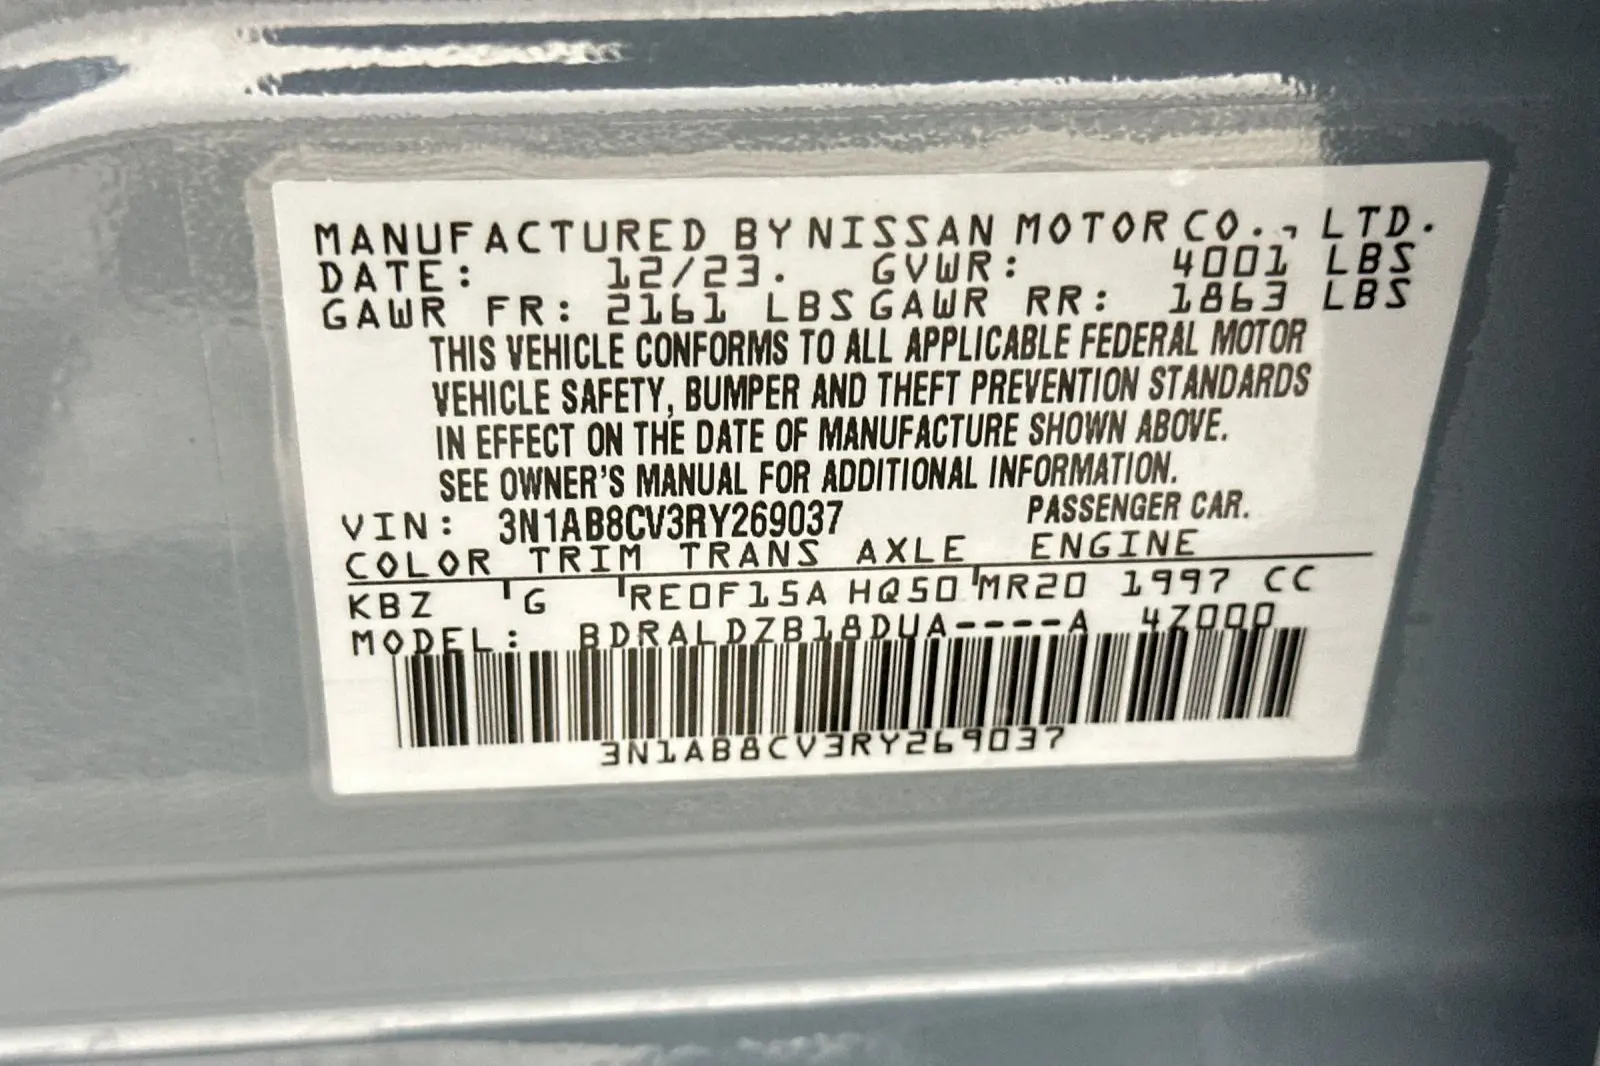 MANUFACTURED BY NISSAN MOTOR CO., LTD.
DATE: 12/23. GVWR: 4001 LBS
GAWR FR: 2161 LBS GAWR RR: 1863 LBS
THIS VEHICLE CONFORMS TO ALL APPLICABLE FEDERAL MOTOR
VEHICLE SAFETY, BUMPER AND THEFT PREVENTION STANDARDS
IN EFFECT ON THE DATE OF MANUFACTURE SHOWN ABOVE.
SEE OWNER'S MANUAL FOR ADDITIONAL INFORMATION.
VIN: 3N1AB8CV3RY269037 PASSENGER CAR.
COLOR TRIM TRANS AXLE ENGINE
KBZ G RE0F15A HQ50 MR20 1997 CC
MODEL: BDRALDZB18DUA----A 4Z000
3N1AB8CV3RY269037